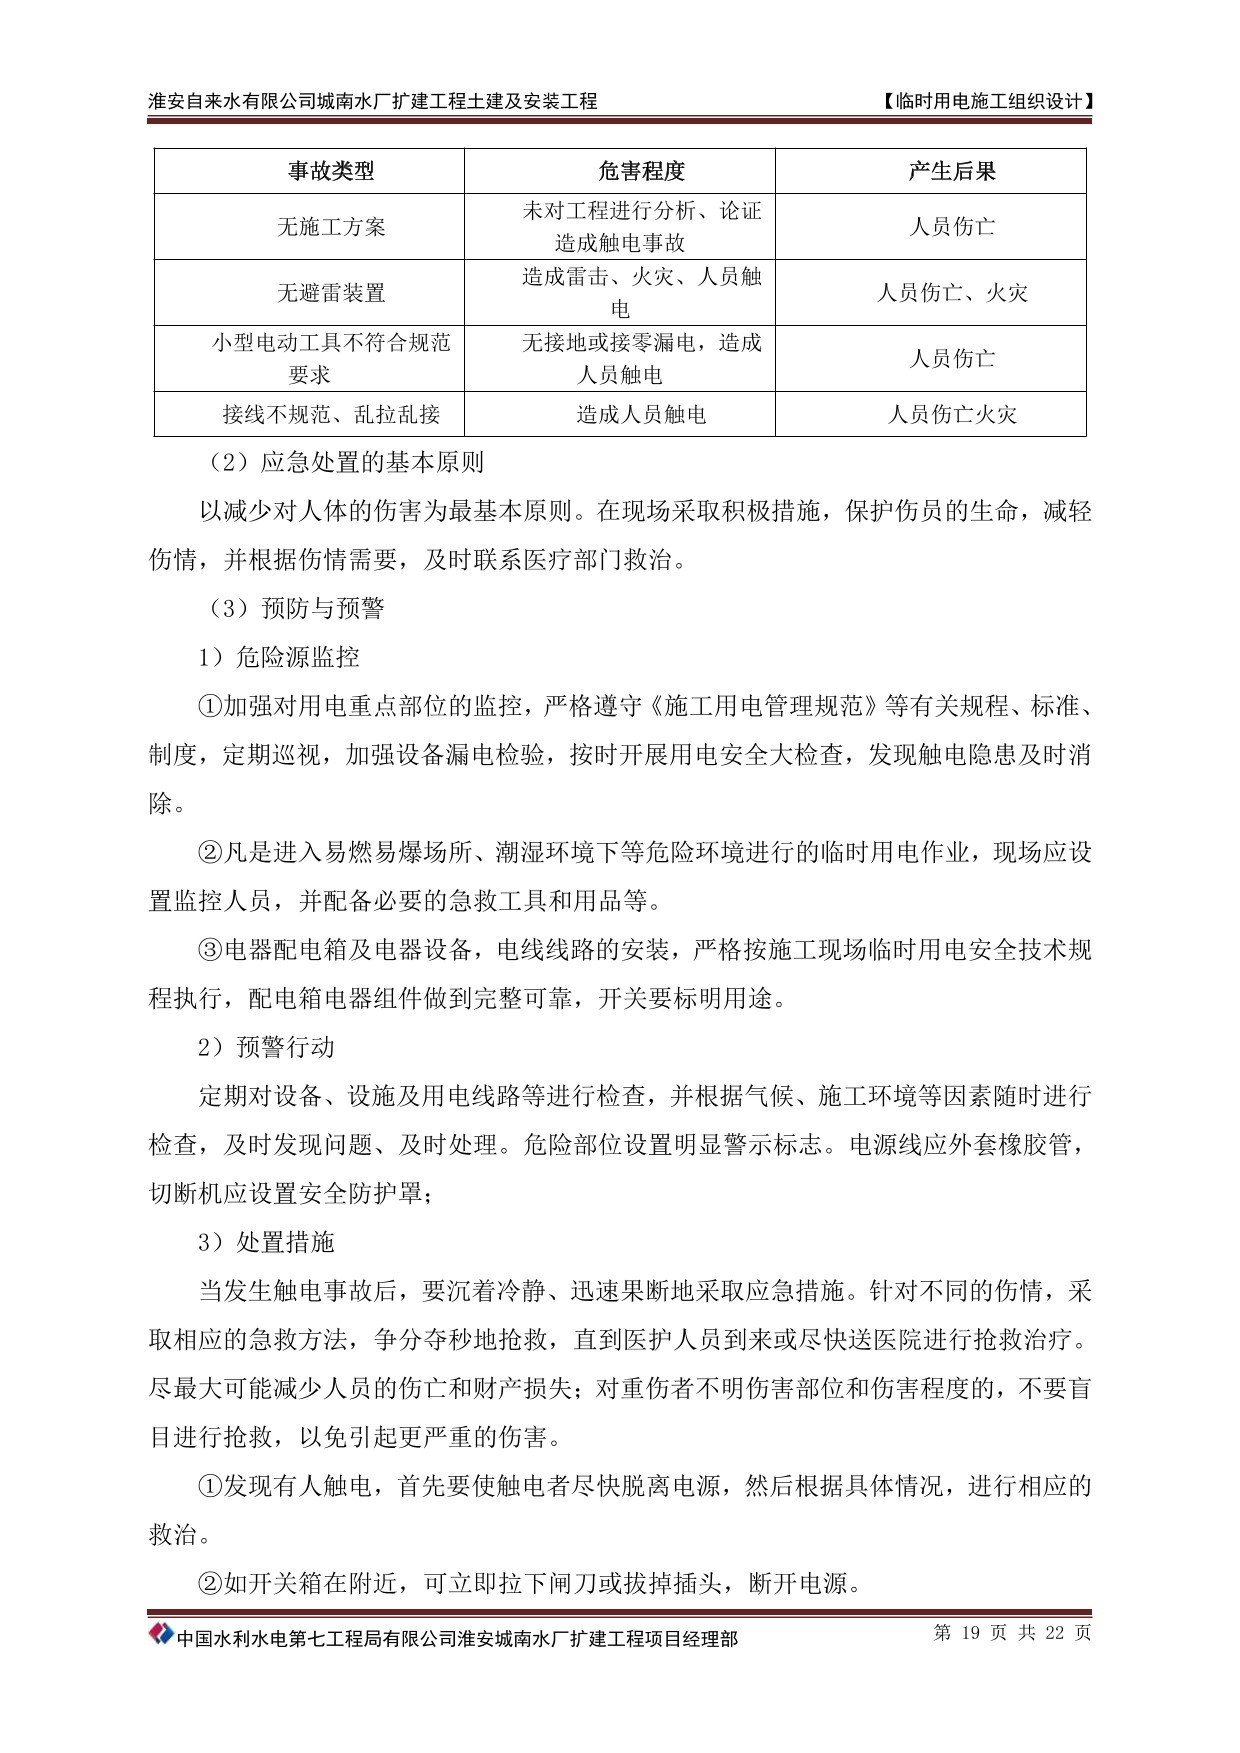 淮安自来水有限公司城南水厂扩建工程土建及安装工程 【临时用电施工组织设计】
事故类型 危害程度 产生后果
无施工方案 未对工程进行分析、论证造成触电事故 人员伤亡
无避雷装置 造成雷击、火灾、人员触电 人员伤亡、火灾
小型电动工具不符合规范要求 无接地或接零漏电，造成人员触电 人员伤亡
接线不规范、乱拉乱接 造成人员触电 人员伤亡火灾
（2）应急处置的基本原则
以减少对人体的伤害为最基本原则。在现场采取积极措施，保护伤员的生命，减轻
伤情，并根据伤情需要，及时联系医疗部门救治。
（3）预防与预警
1）危险源监控
①加强对用电重点部位的监控，严格遵守《施工用电管理规范》等有关规程、标准、
制度，定期巡视，加强设备漏电检验，按时开展用电安全大检查，发现触电隐患及时消
除。
②凡是进入易燃易爆场所、潮湿环境下等危险环境进行的临时用电作业，现场应设
置监控人员，并配备必要的急救工具和用品等。
③电器配电箱及电器设备，电线线路的安装，严格按施工现场临时用电安全技术规
程执行，配电箱电器组件做到完整可靠，开关要标明用途。
2）预警行动
定期对设备、设施及用电线路等进行检查，并根据气候、施工环境等因素随时进行
检查，及时发现问题、及时处理。危险部位设置明显警示标志。电源线应外套橡胶管，
切断机应设置安全防护罩；
3）处置措施
当发生触电事故后，要沉着冷静、迅速果断地采取应急措施。针对不同的伤情，采
取相应的急救方法，争分夺秒地抢救，直到医护人员到来或尽快送医院进行抢救治疗。
尽最大可能减少人员的伤亡和财产损失；对重伤者不明伤害部位和伤害程度的，不要盲
目进行抢救，以免引起更严重的伤害。
①发现有人触电，首先要使触电者尽快脱离电源，然后根据具体情况，进行相应的
救治。
②如开关箱在附近，可立即拉下闸刀或拔掉插头，断开电源。
中国水利水电第七工程局有限公司淮安城南水厂扩建工程项目经理部 第 19 页 共 22 页